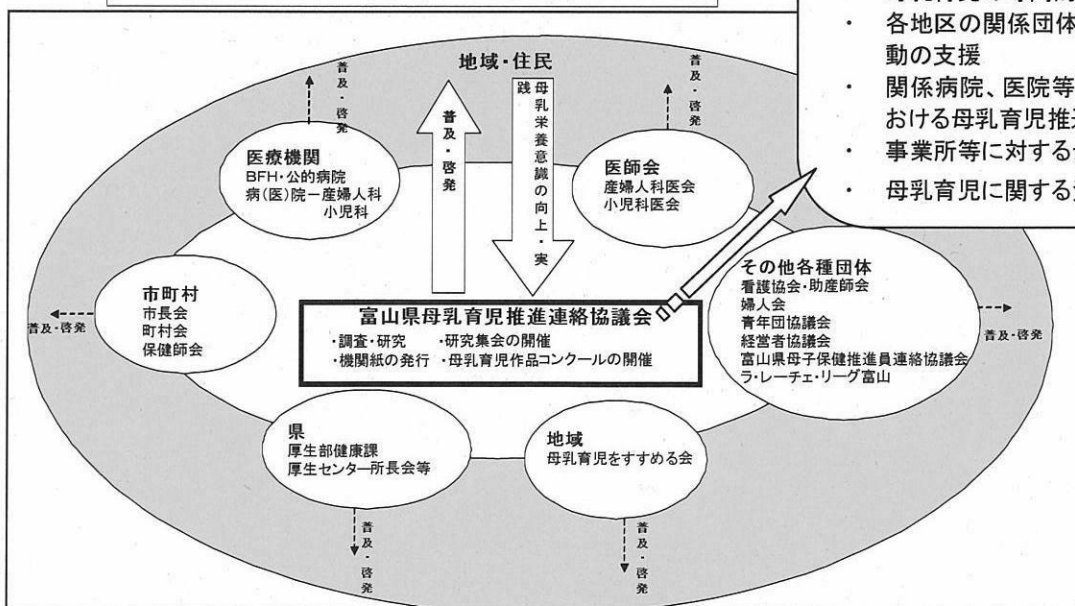 ・ 各地区の関係団体
動の支援
・ 関係病院、医院等
おける母乳育児推
・ 事業所等に対する
・ 母乳育児に関する
地域・住民
普及・啓発
普及・啓発
母乳栄養意識の向上・実
践
普及・啓発
医療機関
BFH・公的病院
病(医)院－産婦人科
小児科
医師会
産婦人科医会
小児科医会
市町村
市長会
町村会
保健師会
普及・啓発
その他各種団体
看護協会・助産師会
婦人会
青年団協議会
経営者協議会
富山県母子保健推進員連絡協議会
ラ・レーチェ・リーグ富山
普及・啓発
富山県母乳育児推進連絡協議会
・調査・研究 ・研究集会の開催
・機関紙の発行 ・母乳育児作品コンクールの開催
県
厚生部健康課
厚生センター所長会等
普及・啓発
地域
母乳育児をすすめる会
普及・啓発